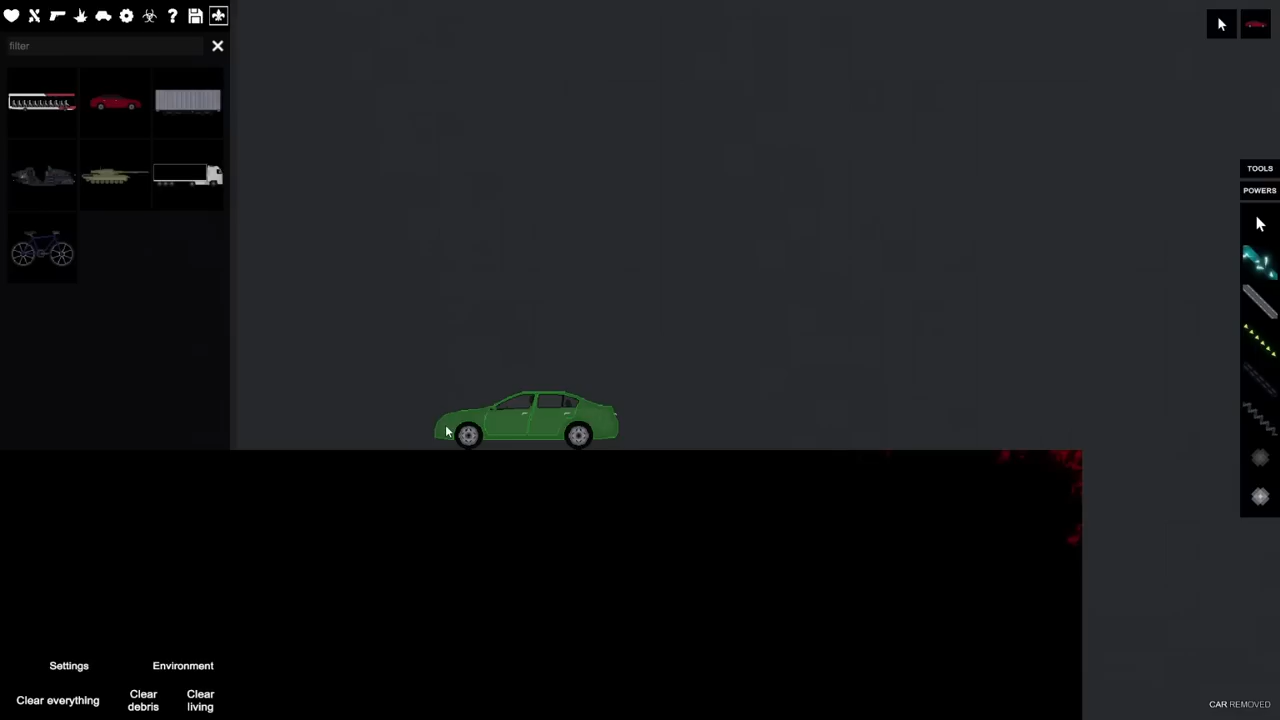 filter
TOOLS
POWERS
Settings
Environment
Clear everything
Clear
debris
Clear
living
CAR REMOVED